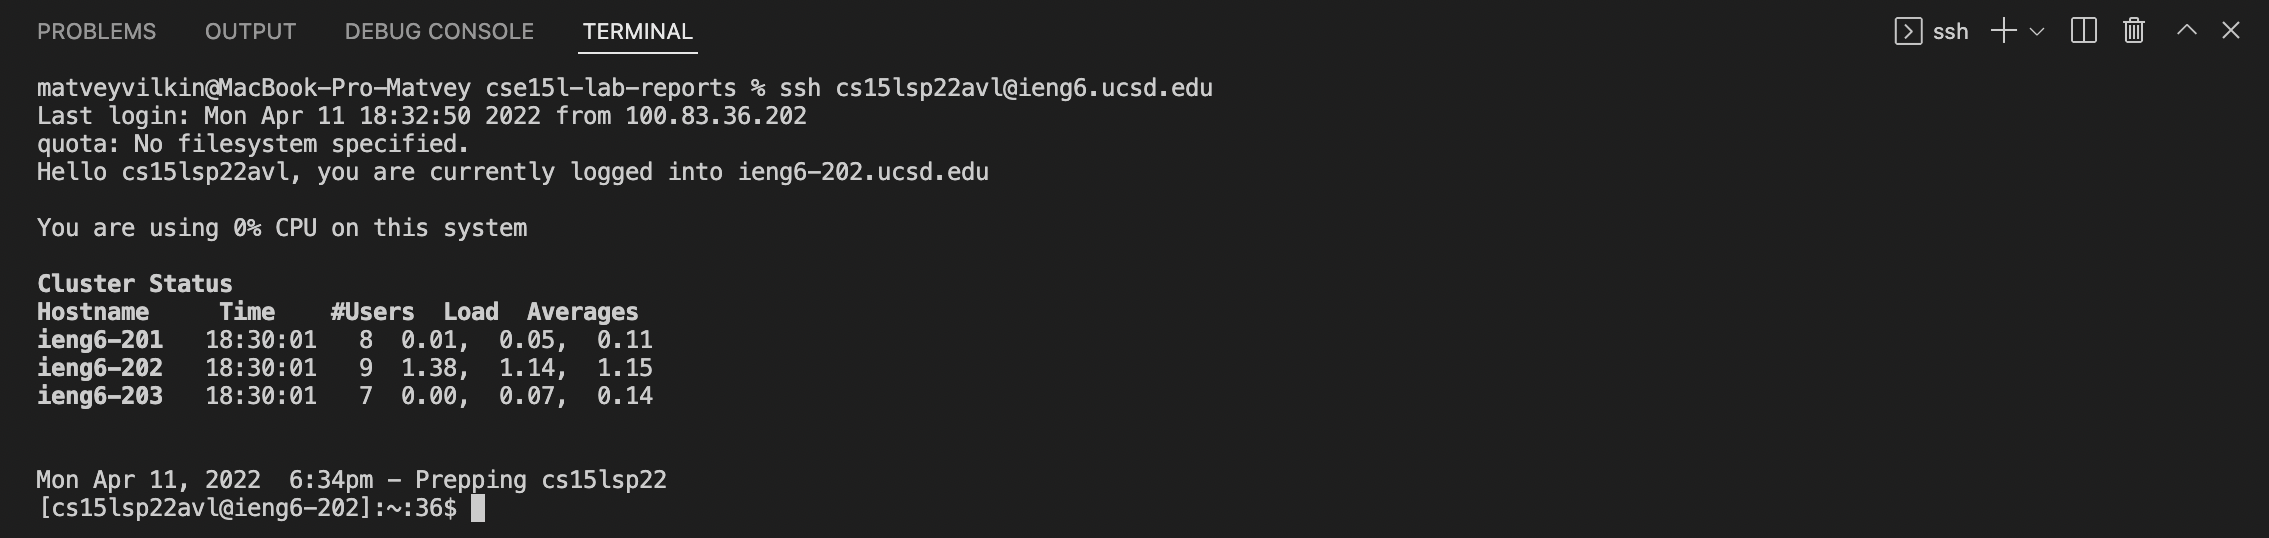 PROBLEMS OUTPUT DEBUG CONSOLE TERMINAL ssh
matveyvilkin@MacBook-Pro-Matvey cse15l-lab-reports % ssh cs15lsp22avl@ieng6.ucsd.edu
Last login: Mon Apr 11 18:32:50 2022 from 100.83.36.202
quota: No filesystem specified.
Hello cs15lsp22avl, you are currently logged into ieng6-202.ucsd.edu
You are using 0% CPU on this system
Cluster Status
Hostname     Time    #Users  Load  Averages
ieng6-201   18:30:01   8  0.01,  0.05,  0.11
ieng6-202   18:30:01   9  1.38,  1.14,  1.15
ieng6-203   18:30:01   7  0.00,  0.07,  0.14
Mon Apr 11, 2022  6:34pm - Prepping cs15lsp22
[cs15lsp22avl@ieng6-202]:~:36$